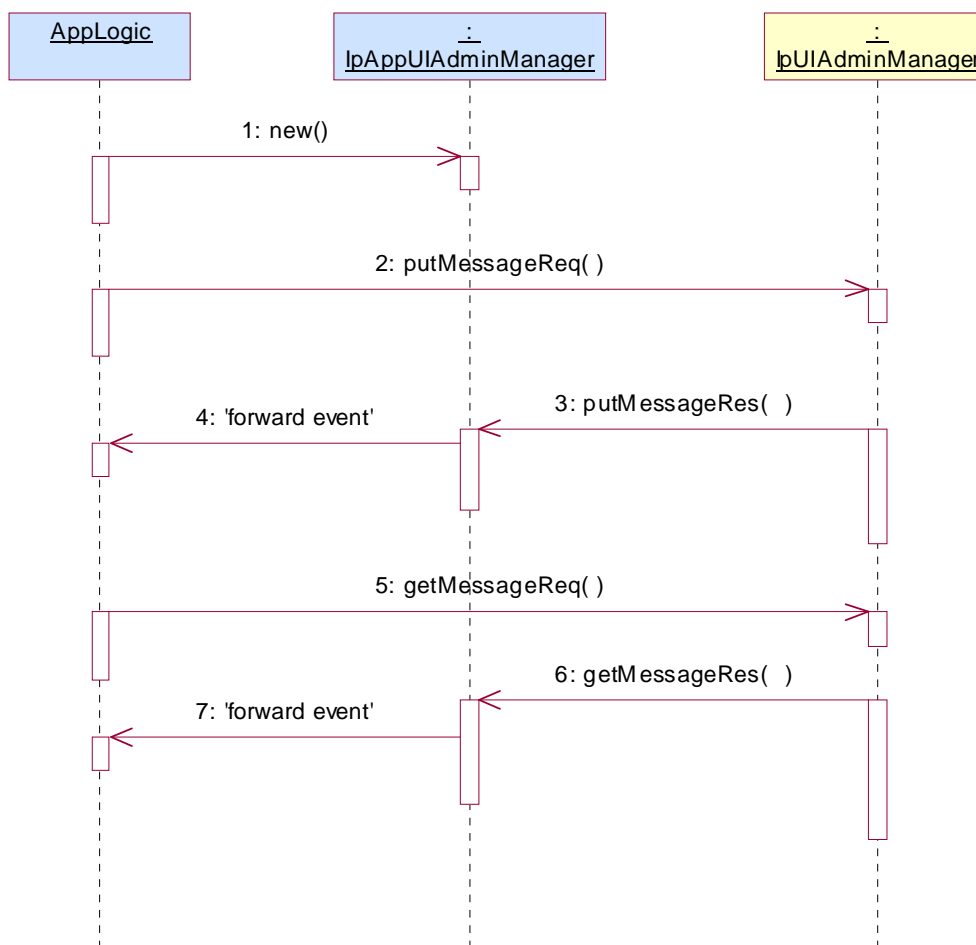 AppLogic
:
IpAppUIAdminManager
:
IpUIAdminManager
1: new()
2: putMessageReq( )
3: putMessageRes(  )
4: 'forward event'
5: getMessageReq( )
6: getMessageRes(  )
7: 'forward event'